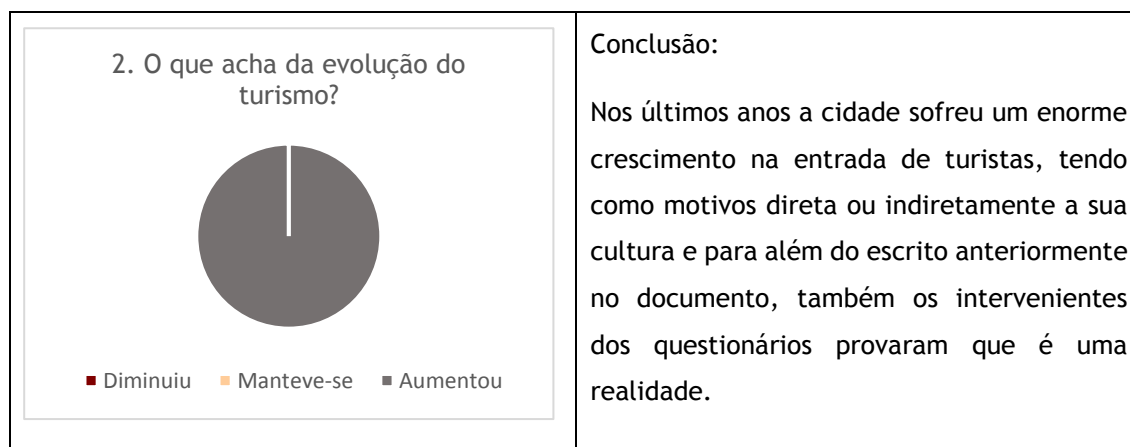 2. O que acha da evolução do
turismo?
Diminuiu Manteve-se Aumentou
Conclusão:
Nos últimos anos a cidade sofreu um enorme
crescimento na entrada de turistas, tendo
como motivos direta ou indiretamente a sua
cultura e para além do escrito anteriormente
no documento, também os intervenientes
dos questionários provaram que é uma
realidade.